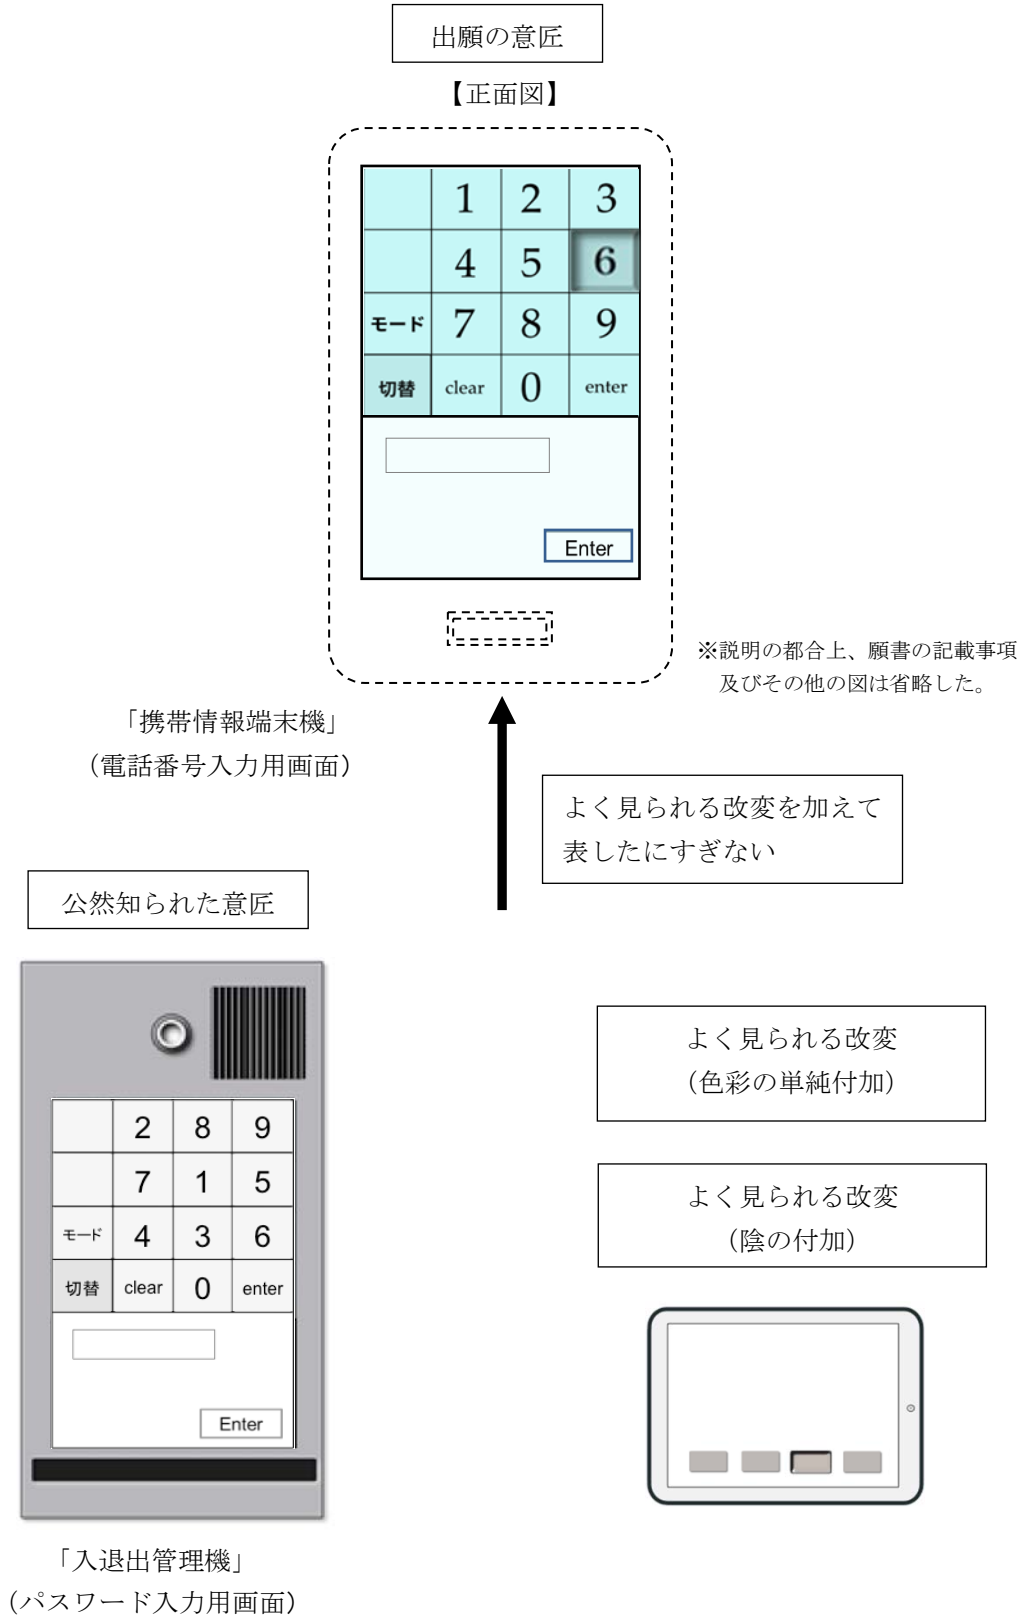 出願の意匠
【正面図】
1 2 3
4 5 6
モード 7 8 9
切替 clear 0 enter
Enter
※説明の都合上、願書の記載事項
及びその他の図は省略した。
「携帯情報端末機」
(電話番号入力用画面)
よく見られる改変を加えて
表したにすぎない
公然知られた意匠
2 8 9
7 1 5
モード 4 3 6
切替 clear 0 enter
Enter
「入退出管理機」
(パスワード入力用画面)
よく見られる改変
(色彩の単純付加)
よく見られる改変
(陰の付加)